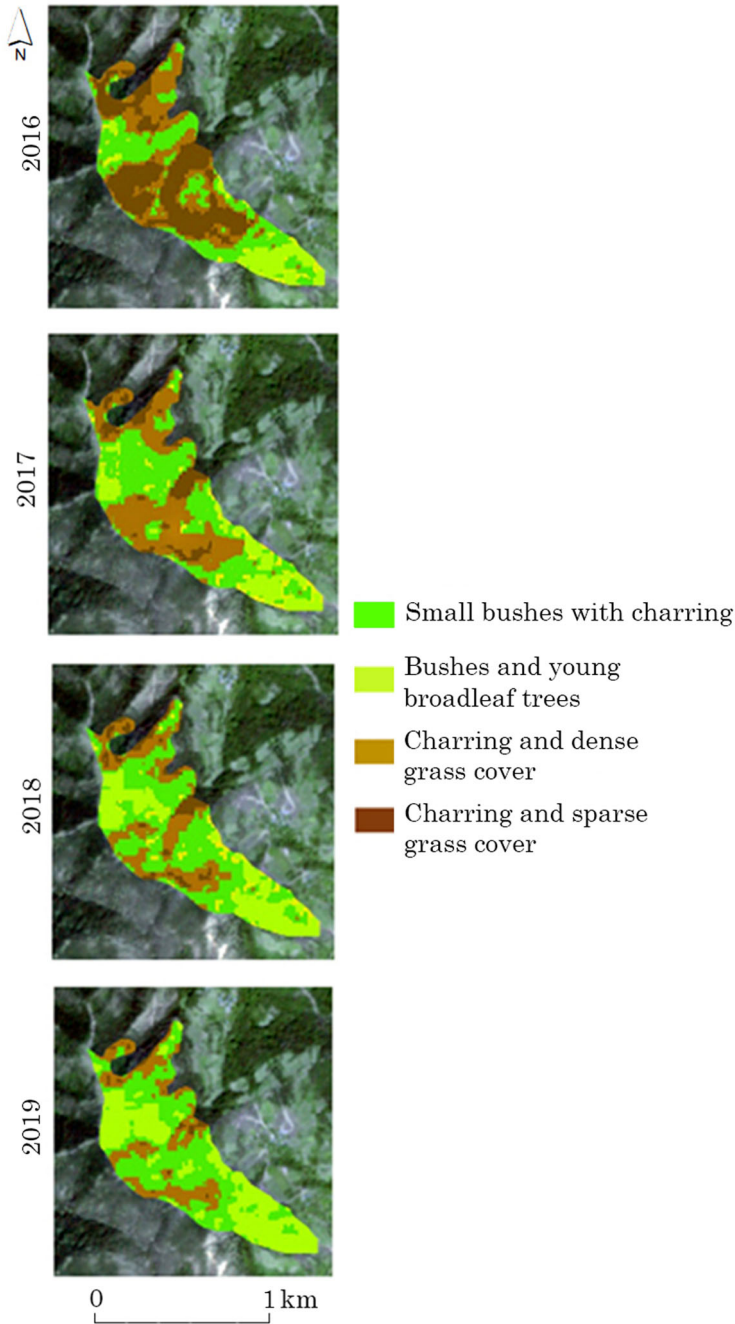 N
2016
2017
Small bushes with charring
Bushes and young
broadleaf trees
Charring and dense
grass cover
Charring and sparse
grass cover
2018
2019
0 1 km